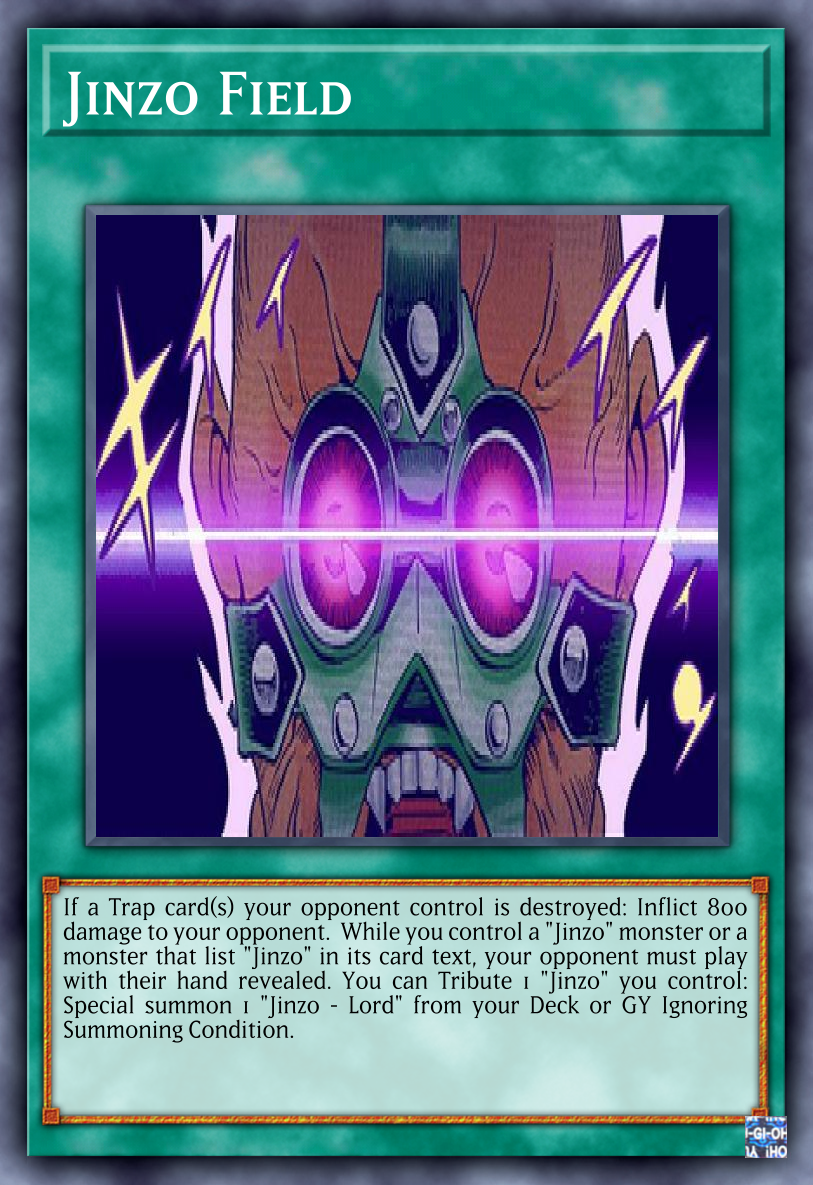 Jinzo Field
If a Trap card(s) your opponent control is destroyed: Inflict 800
damage to your opponent.  While you control a "Jinzo" monster or a
monster that list "Jinzo" in its card text, your opponent must play
with their hand revealed. You can Tribute 1 "Jinzo" you control:
Special summon 1 "Jinzo - Lord" from your Deck or GY Ignoring
Summoning Condition.
-GI-OH